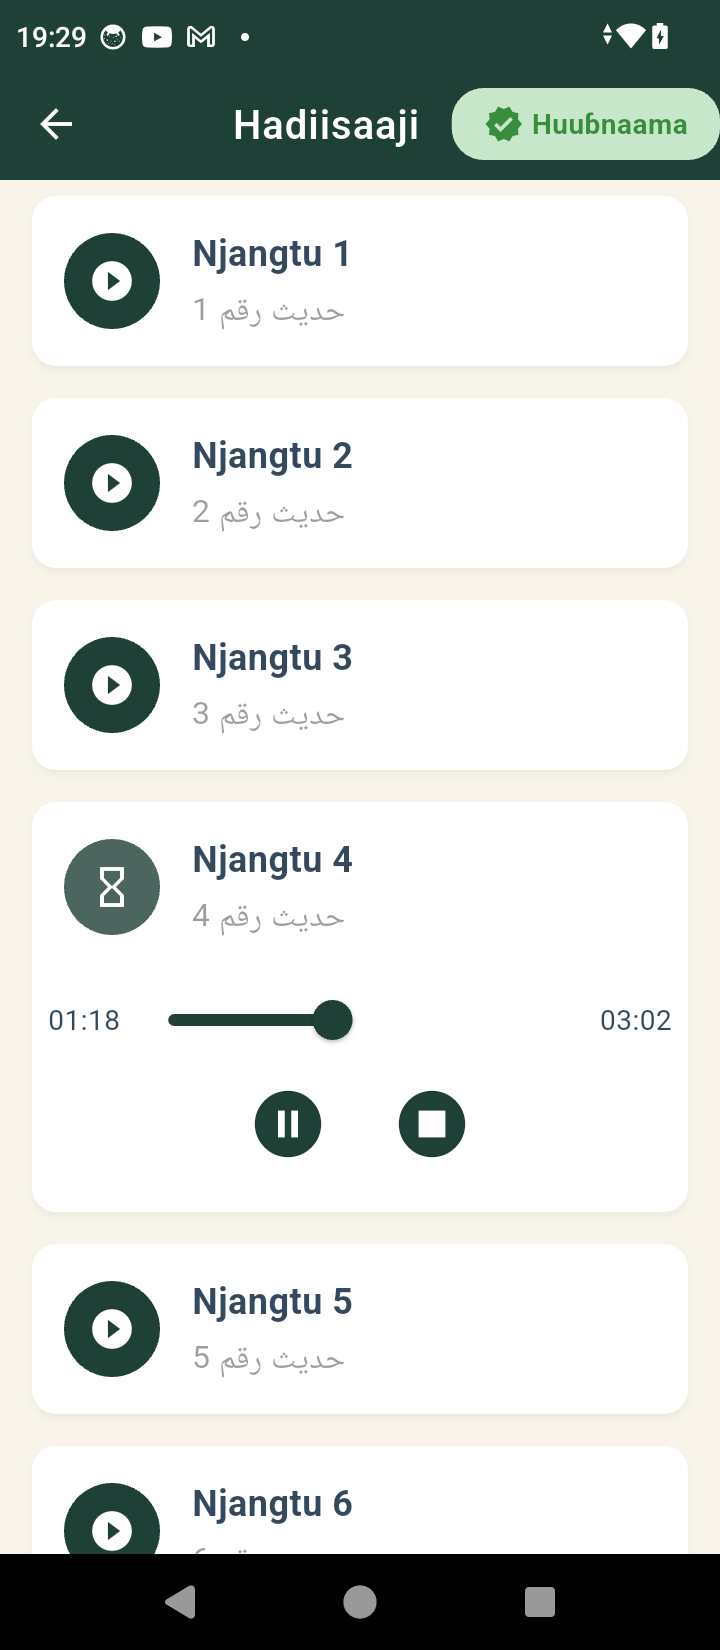 19:29
Hadiisaaji
Huuɓnaama
Njangtu 1
حديث رقم 1
Njangtu 2
حديث رقم 2
Njangtu 3
حديث رقم 3
Njangtu 4
حديث رقم 4
01:18
03:02
Njangtu 5
حديث رقم 5
Njangtu 6